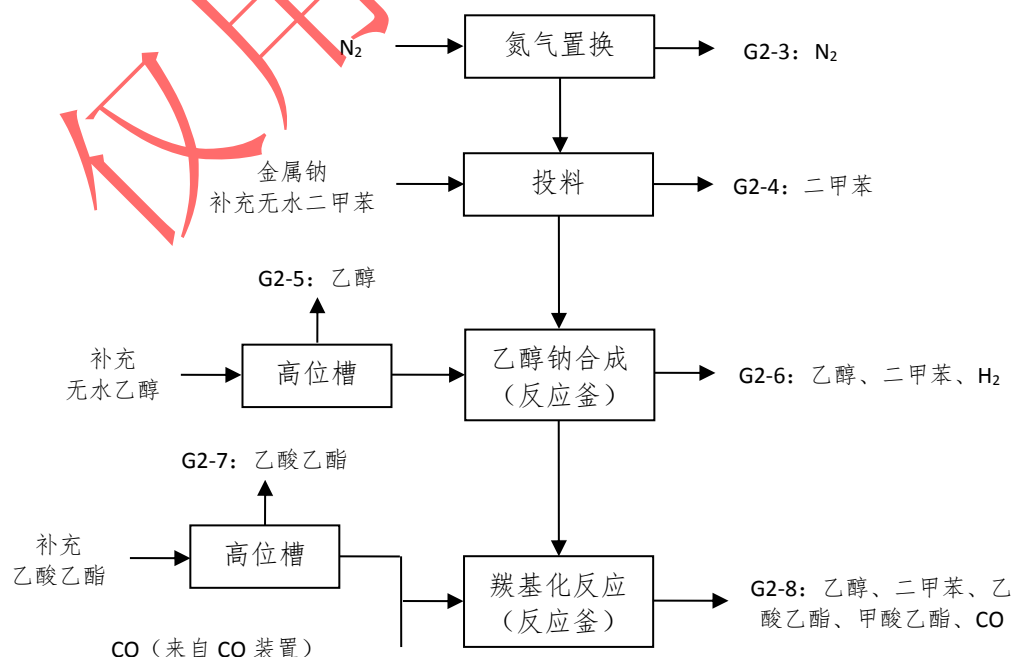 N₂
氮气置换
G2-3：N₂
金属钠
补充无水二甲苯
投料
G2-4：二甲苯
G2-5：乙醇
补充
无水乙醇
高位槽
乙醇钠合成
（反应釜）
G2-6：乙醇、二甲苯、H₂
G2-7：乙酸乙酯
补充
乙酸乙酯
高位槽
羰基化反应
（反应釜）
G2-8：乙醇、二甲苯、乙
酸乙酯、甲酸乙酯、CO
CO（来自 CO 装置）
仅